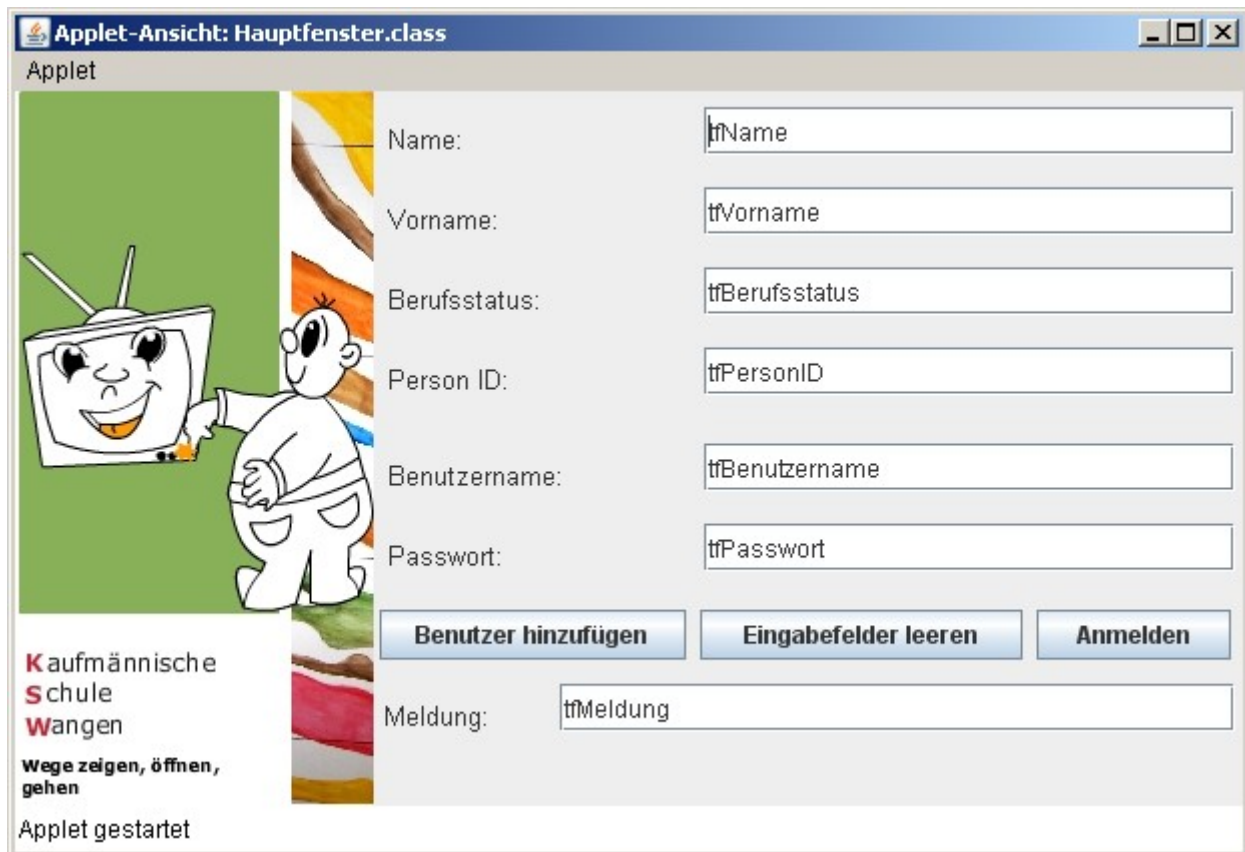 Applet-Ansicht: Hauptfenster.class
Applet
Name: tfName
Vorname: tfVorname
Berufsstatus: tfBerufsstatus
Person ID: tfPersonID
Benutzername: tfBenutzername
Passwort: tfPasswort
Benutzer hinzufügen Eingabefelder leeren Anmelden
Meldung: tfMeldung
Kaufmännische
Schule
Wangen
Wege zeigen, öffnen,
gehen
Applet gestartet